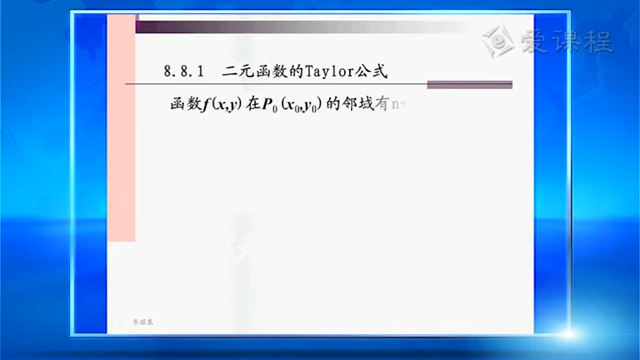 爱课程
8.8.1 二元函数的Taylor公式
函数f(x,y)在P₀(x₀,y₀)的邻域有n+